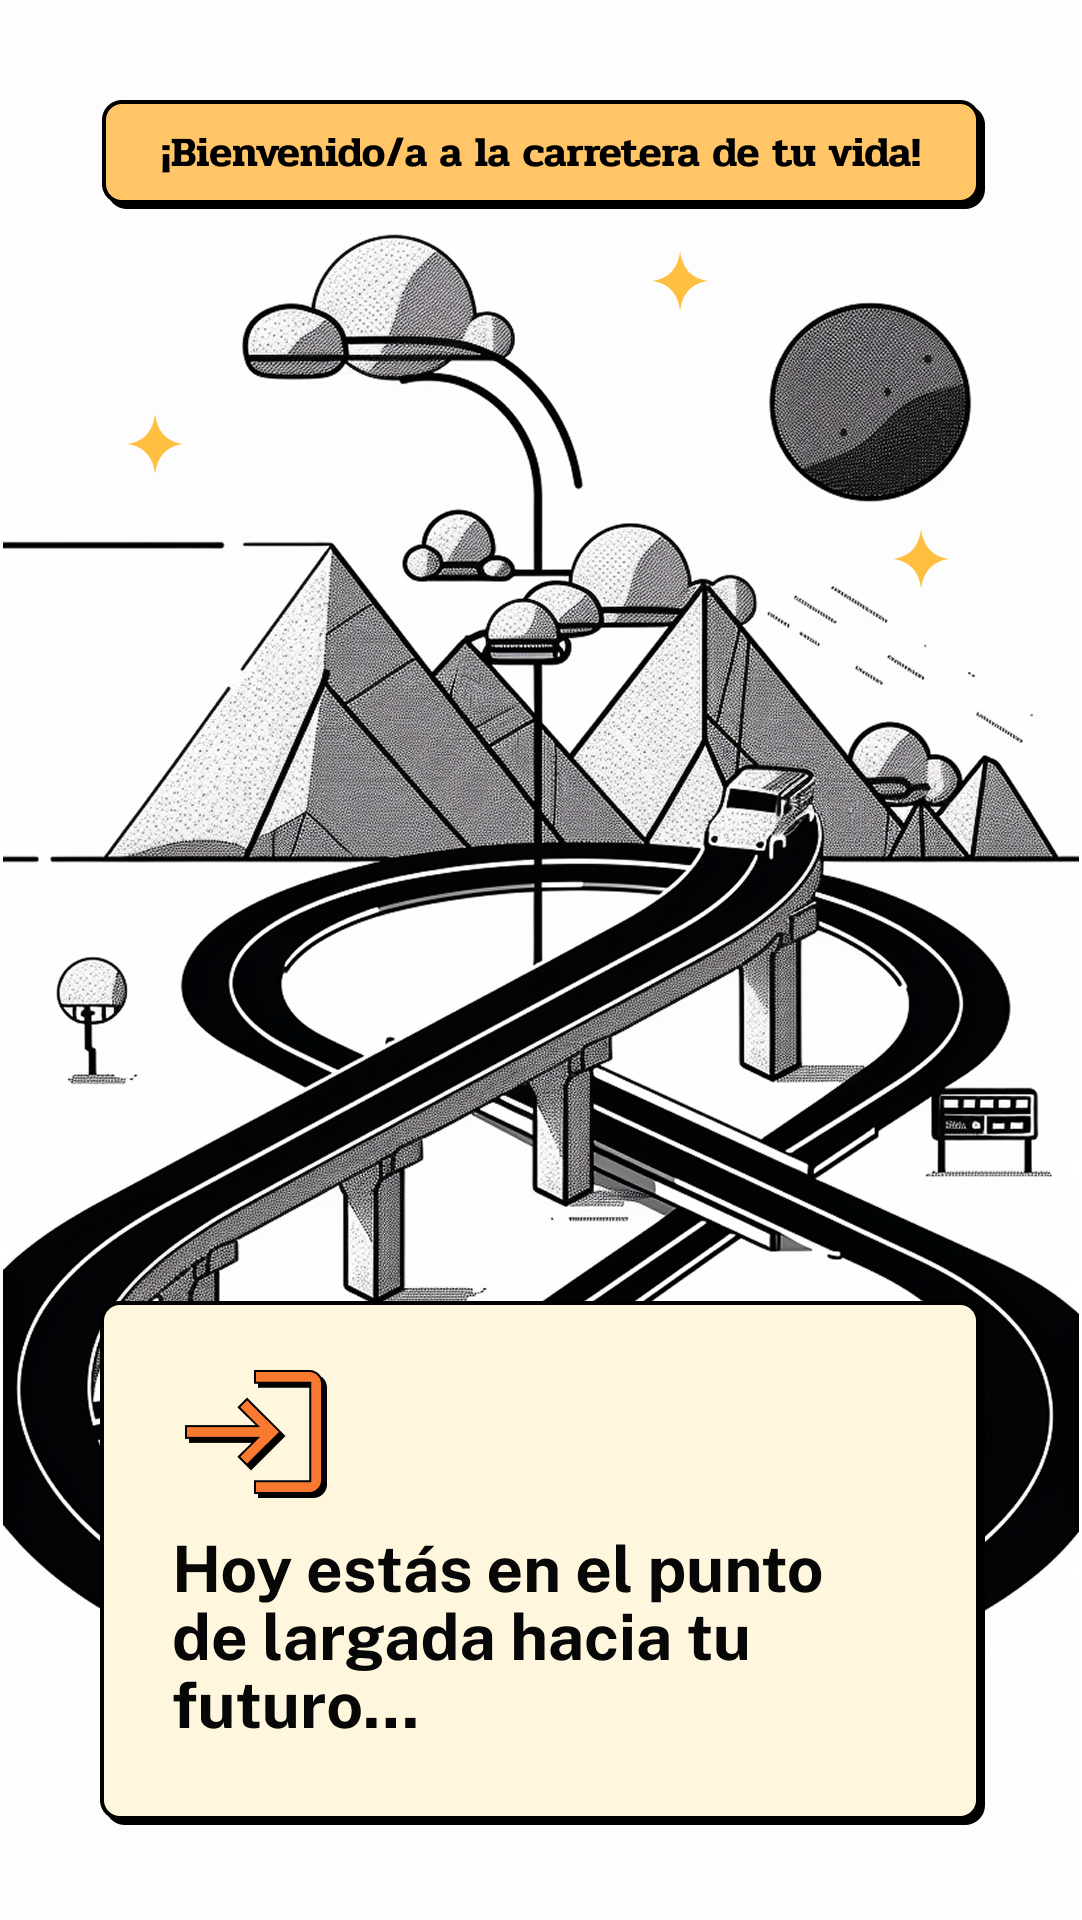 ¡Bienvenido/a a la carretera de tu vida!
Hoy estás en el punto
de largada hacia tu
futuro...